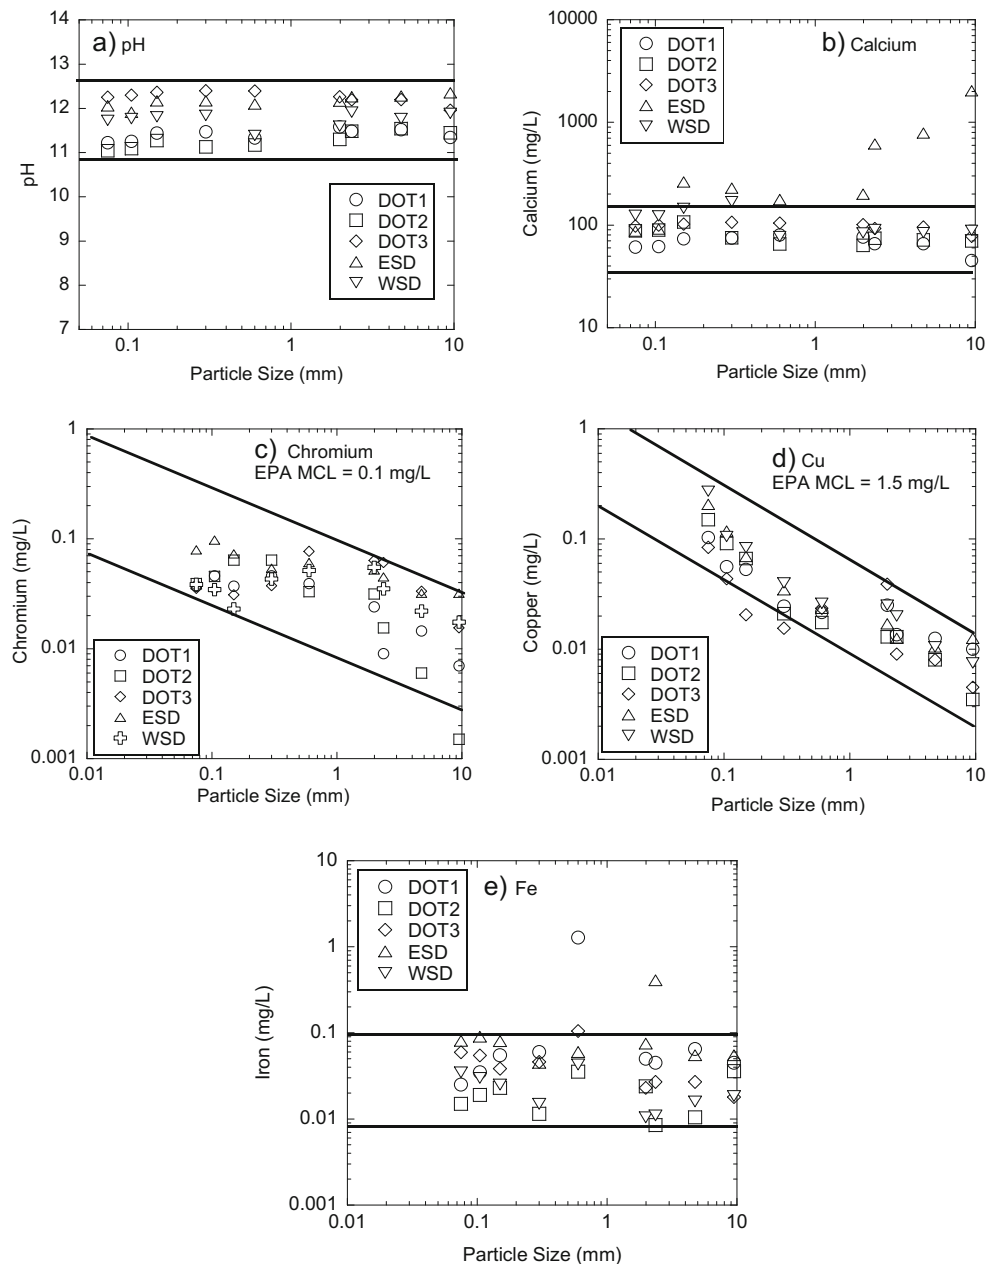 a) pH
14
13
12
11
10
9
8
7
pH
DOT1
DOT2
DOT3
ESD
WSD
0.1
1
10
Particle Size (mm)
b) Calcium
10000
1000
100
10
Calcium (mg/L)
DOT1
DOT2
DOT3
ESD
WSD
0.1
1
10
Particle Size (mm)
c) Chromium
EPA MCL = 0.1 mg/L
1
0.1
0.01
0.001
Chromium (mg/L)
DOT1
DOT2
DOT3
ESD
WSD
0.01
0.1
1
10
Particle Size (mm)
d) Cu
EPA MCL = 1.5 mg/L
1
0.1
0.01
0.001
Copper (mg/L)
DOT1
DOT2
DOT3
ESD
WSD
0.01
0.1
1
10
Particle Size (mm)
e) Fe
10
1
0.1
0.01
0.001
Iron (mg/L)
DOT1
DOT2
DOT3
ESD
WSD
0.01
0.1
1
10
Particle Size (mm)